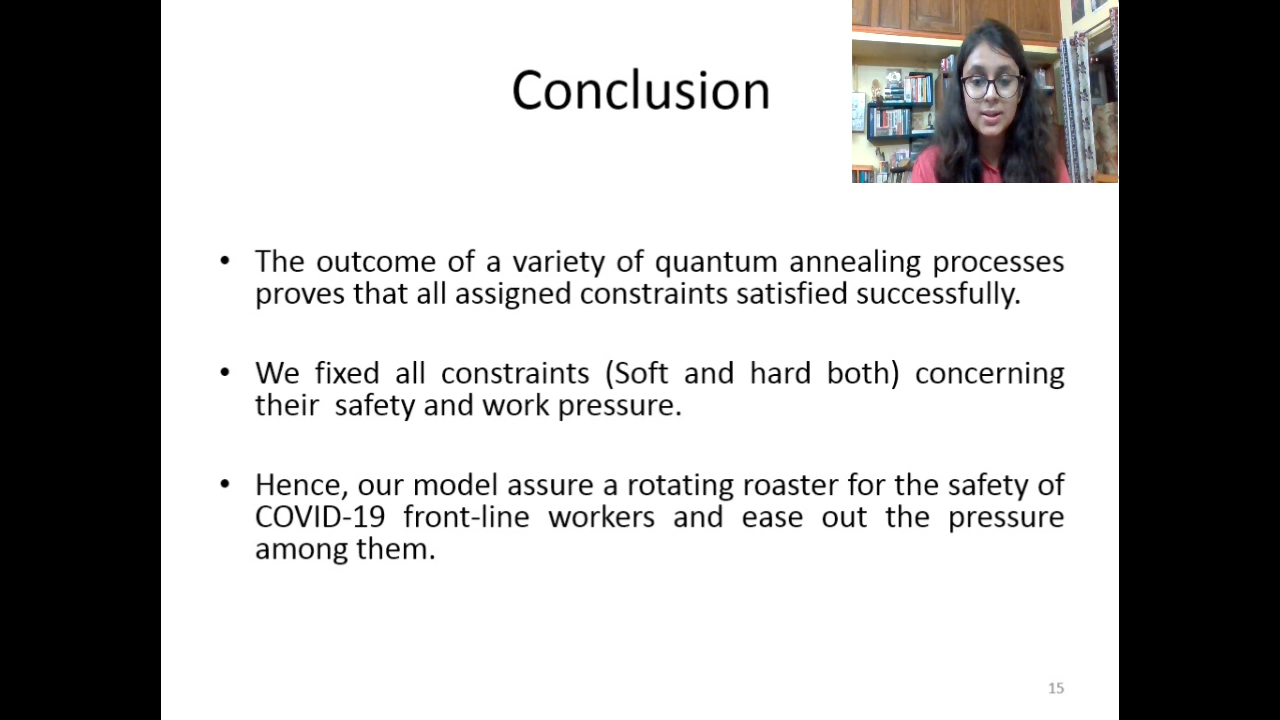 Conclusion
• The outcome of a variety of quantum annealing processes
proves that all assigned constraints satisfied successfully.
• We fixed all constraints (Soft and hard both) concerning
their safety and work pressure.
• Hence, our model assure a rotating roaster for the safety of
COVID-19 front-line workers and ease out the pressure
among them.
15